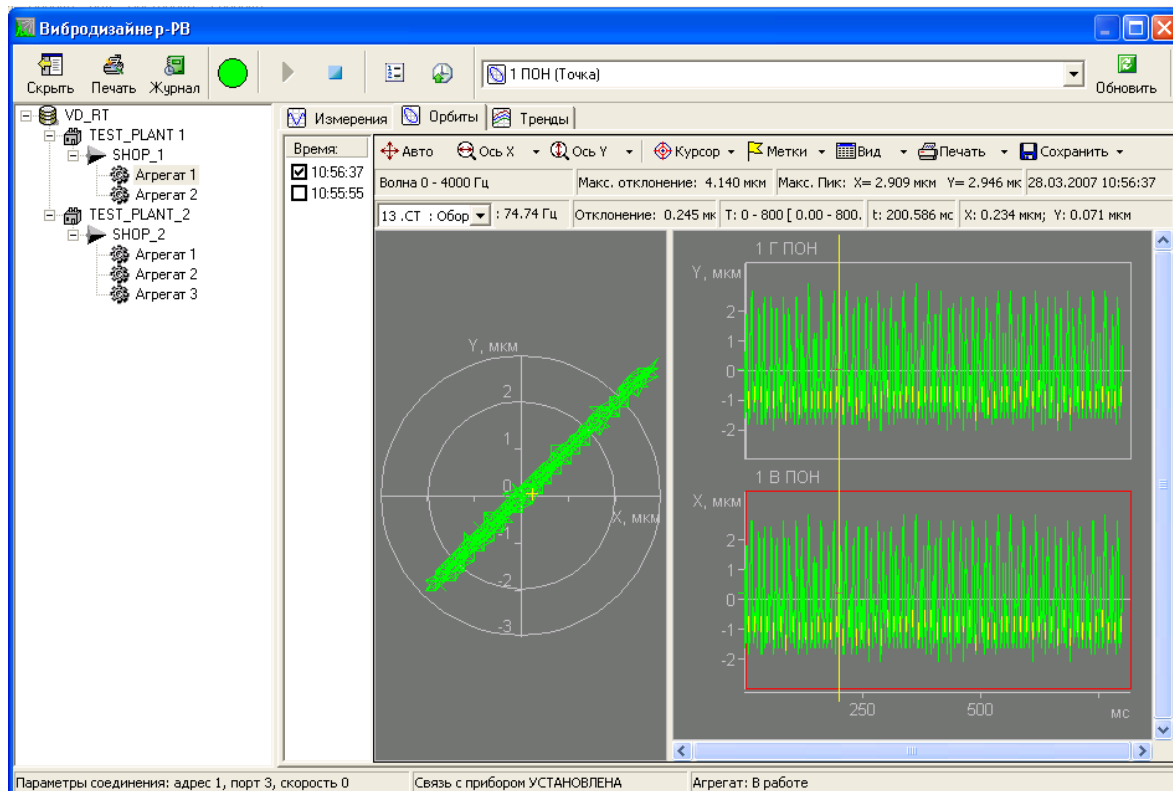 Вибродизайнер-РВ
Скрыть Печать Журнал 1 ПОН (Точка) Обновить
VD_RT
TEST_PLANT 1
SHOP_1
Агрегат 1
Агрегат 2
TEST_PLANT_2
SHOP_2
Агрегат 1
Агрегат 2
Агрегат 3
Измерения Орбиты Тренды
Время:
10:56:37
10:55:55
Авто Ось X Ось Y Курсор Метки Вид Печать Сохранить
Волна 0 - 4000 Гц Макс. отклонение: 4.140 мкм Макс. Пик: X= 2.909 мкм Y= 2.946 мк 28.03.2007 10:56:37
13 .СТ : Обор : 74.74 Гц Отклонение: 0.245 мк T: 0 - 800 [ 0.00 - 800. t: 200.586 мс X: 0.234 мкм; Y: 0.071 мкм
Y, мкм
2
1
0
X, мкм
-1
-2
-3
1 Г ПОН
Y, мкм
2
1
0
-1
-2
1 В ПОН
X, мкм
2
1
0
-1
-2
250 500 мс
Параметры соединения: адрес 1, порт 3, скорость 0 Связь с прибором УСТАНОВЛЕНА Агрегат: В работе